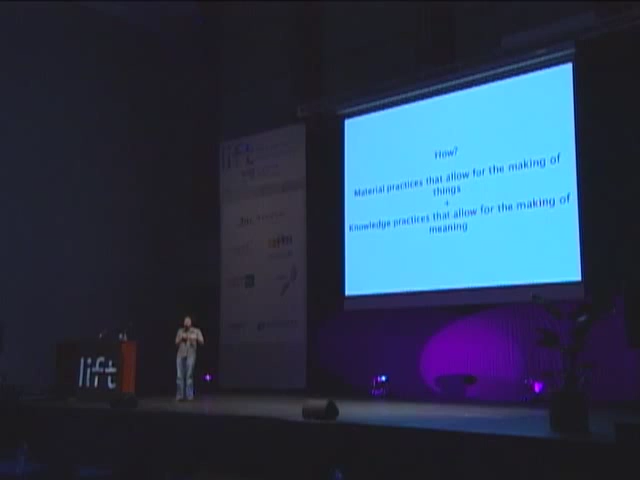 lift
How?
Material practices that allow for the making of
things
+
Knowledge practices that allow for the making of
meaning
lift